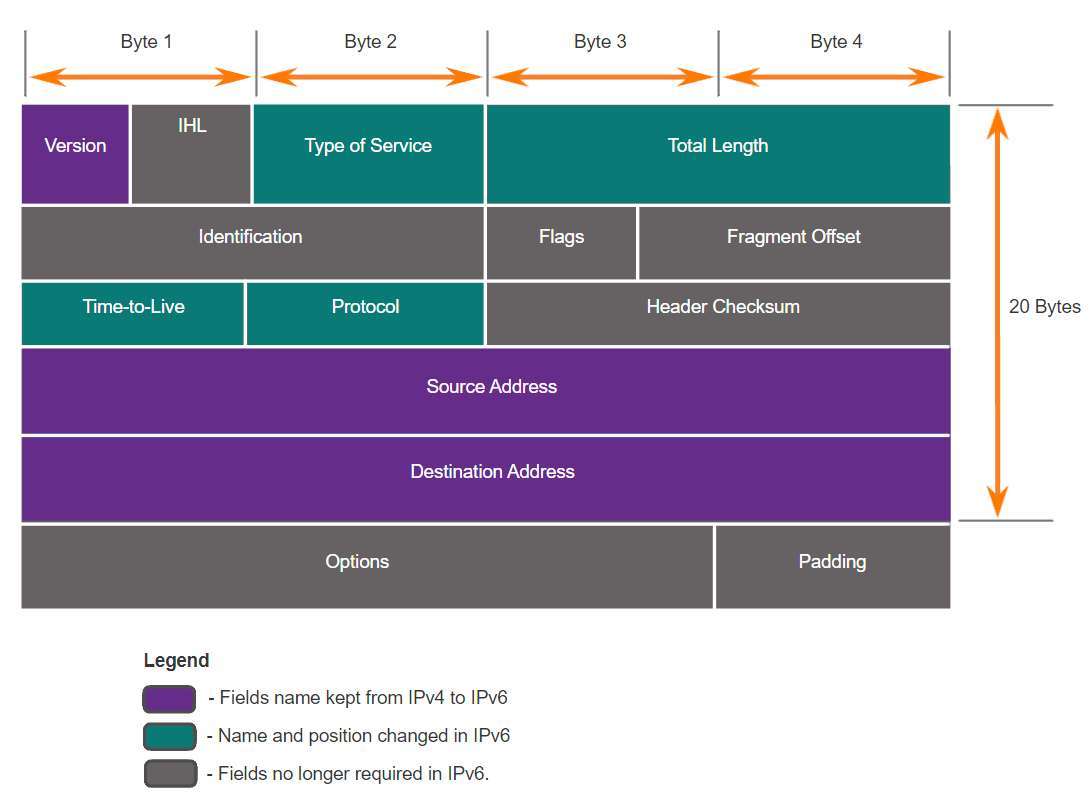 Byte 1 Byte 2 Byte 3 Byte 4
Version IHL Type of Service Total Length
Identification Flags Fragment Offset
Time-to-Live Protocol Header Checksum
20 Bytes
Source Address
Destination Address
Options Padding
Legend
- Fields name kept from IPv4 to IPv6
- Name and position changed in IPv6
- Fields no longer required in IPv6.